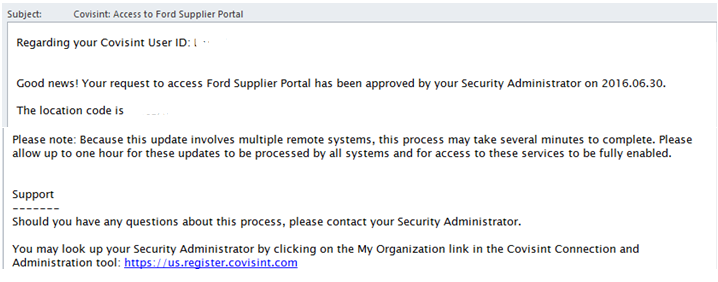 Subject: Covisint: Access to Ford Supplier Portal
Regarding your Covisint User ID:
Good news! Your request to access Ford Supplier Portal has been approved by your Security Administrator on 2016.06.30.
The location code is
Please note: Because this update involves multiple remote systems, this process may take several minutes to complete. Please
allow up to one hour for these updates to be processed by all systems and for access to these services to be fully enabled.
Support
-------
Should you have any questions about this process, please contact your Security Administrator.
You may look up your Security Administrator by clicking on the My Organization link in the Covisint Connection and
Administration tool: https://us.register.covisint.com